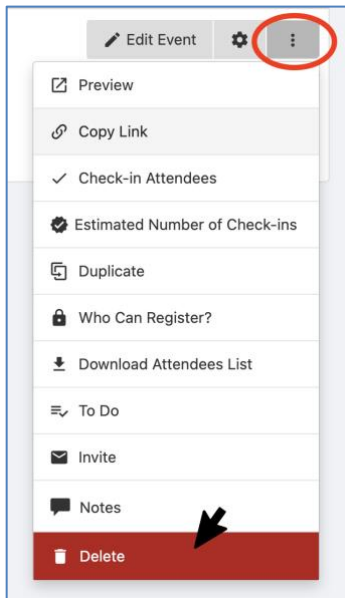 Edit Event
Preview
Copy Link
Check-in Attendees
Estimated Number of Check-ins
Duplicate
Who Can Register?
Download Attendees List
To Do
Invite
Notes
Delete